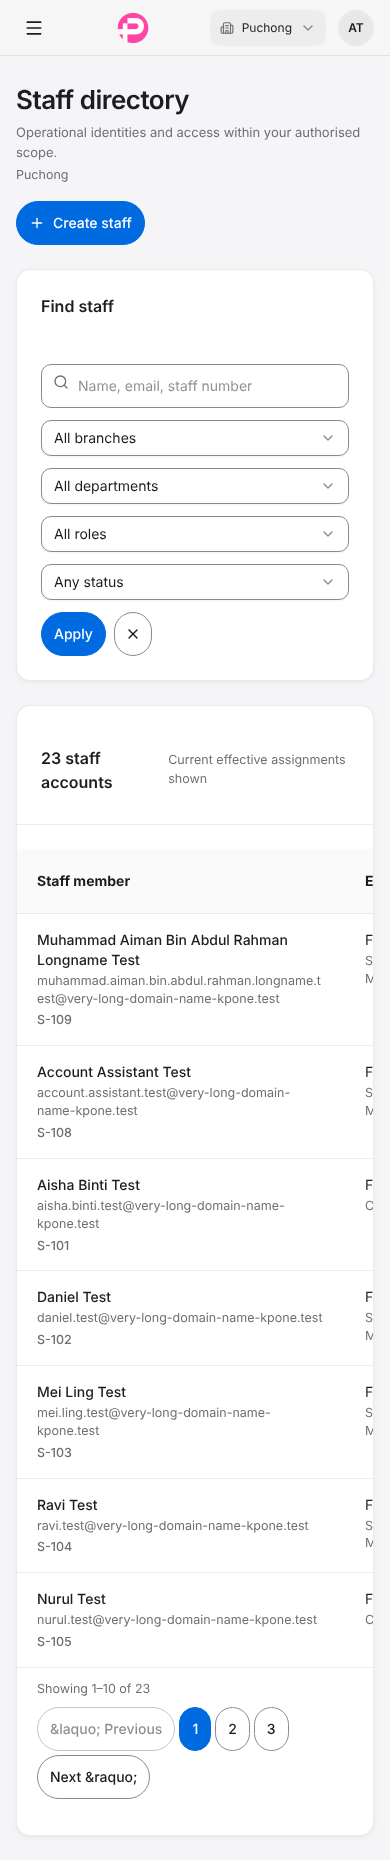 Puchong
AT
Staff directory
Operational identities and access within your authorised
scope.
Puchong
+ Create staff
Find staff
Name, email, staff number
All branches
All departments
All roles
Any status
Apply
23 staff
accounts
Current effective assignments
shown
Staff member
E
Muhammad Aiman Bin Abdul Rahman
Longname Test
muhammad.aiman.bin.abdul.rahman.longname.t
est@very-long-domain-name-kpone.test
S-109
F
S
M
Account Assistant Test
account.assistant.test@very-long-domain-
name-kpone.test
S-108
F
S
M
Aisha Binti Test
aisha.binti.test@very-long-domain-name-
kpone.test
S-101
F
C
Daniel Test
daniel.test@very-long-domain-name-kpone.test
S-102
F
S
M
Mei Ling Test
mei.ling.test@very-long-domain-name-
kpone.test
S-103
F
S
M
Ravi Test
ravi.test@very-long-domain-name-kpone.test
S-104
F
S
M
Nurul Test
nurul.test@very-long-domain-name-kpone.test
S-105
F
C
Showing 1–10 of 23
&laquo; Previous
1
2
3
Next &raquo;